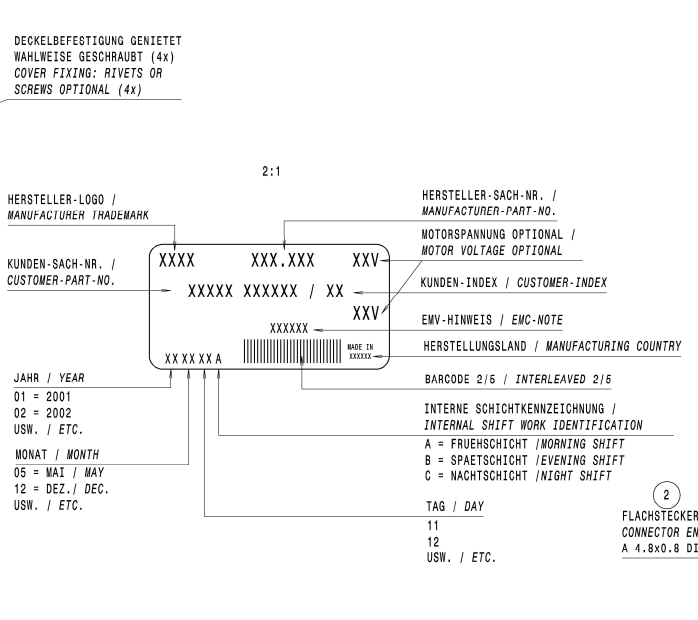 DECKELBEFESTIGUNG GENIETET
WAHLWEISE GESCHRAUBT (4x)
COVER FIXING: RIVETS OR
SCREWS OPTIONAL (4x)
2:1
HERSTELLER-LOGO /
MANUFACTURER TRADEMARK
KUNDEN-SACH-NR. /
CUSTOMER-PART-NO.
HERSTELLER-SACH-NR. /
MANUFACTURER-PART-NO.
MOTORSPANNUNG OPTIONAL /
MOTOR VOLTAGE OPTIONAL
KUNDEN-INDEX / CUSTOMER-INDEX
EMV-HINWEIS / EMC-NOTE
HERSTELLUNGSLAND / MANUFACTURING COUNTRY
BARCODE 2/5 / INTERLEAVED 2/5
XXXX XXX.XXX XXV
XXXXX XXXXXX / XX
XXV
XXXXXX
MADE IN
XXXXXX
XX XX XX A
JAHR / YEAR
01 = 2001
02 = 2002
USW. / ETC.
MONAT / MONTH
05 = MAI / MAY
12 = DEZ./ DEC.
USW. / ETC.
INTERNE SCHICHTKENNZEICHNUNG /
INTERNAL SHIFT WORK IDENTIFICATION
A = FRUEHSCHICHT /MORNING SHIFT
B = SPAETSCHICHT /EVENING SHIFT
C = NACHTSCHICHT /NIGHT SHIFT
TAG / DAY
11
12
USW. / ETC.
2
FLACHSTECKER
CONNECTOR EN
A 4.8x0.8 DI